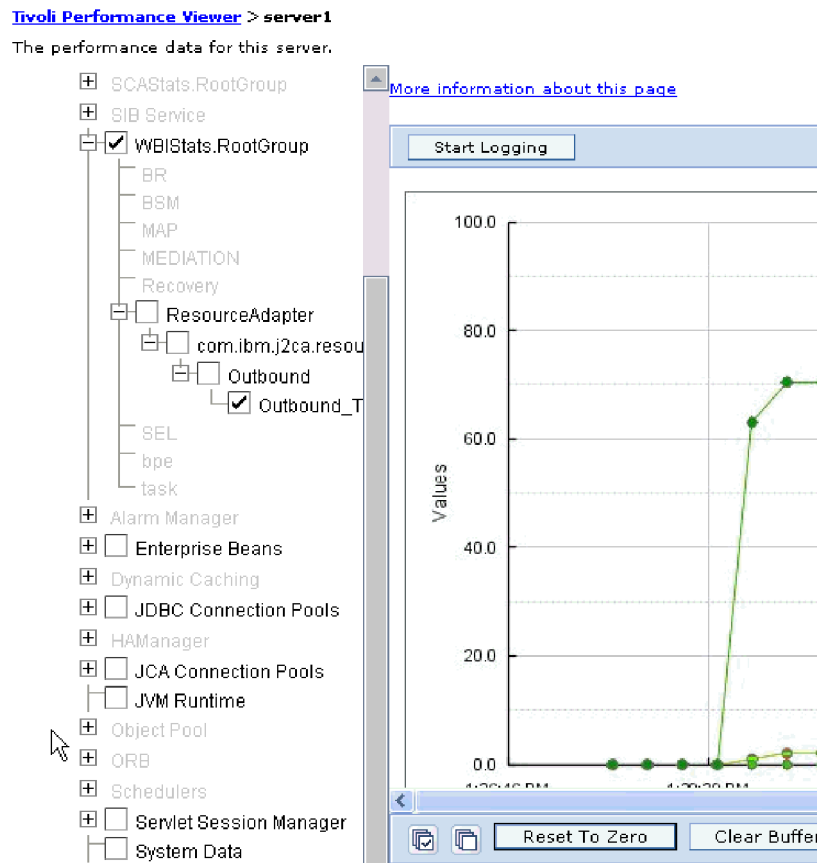 Tivoli Performance Viewer > server1
The performance data for this server.
SCAStats.RootGroup
SIB Service
WBIStats.RootGroup
BR
BSM
MAP
MEDIATION
Recovery
ResourceAdapter
com.ibm.j2ca.resou
Outbound
Outbound_T
SEL
bpe
task
Alarm Manager
Enterprise Beans
Dynamic Caching
JDBC Connection Pools
HAManager
JCA Connection Pools
JVM Runtime
Object Pool
ORB
Schedulers
Servlet Session Manager
System Data
More information about this page
Start Logging
100.0
80.0
60.0
40.0
20.0
0.0
Values
Reset To Zero
Clear Buffer